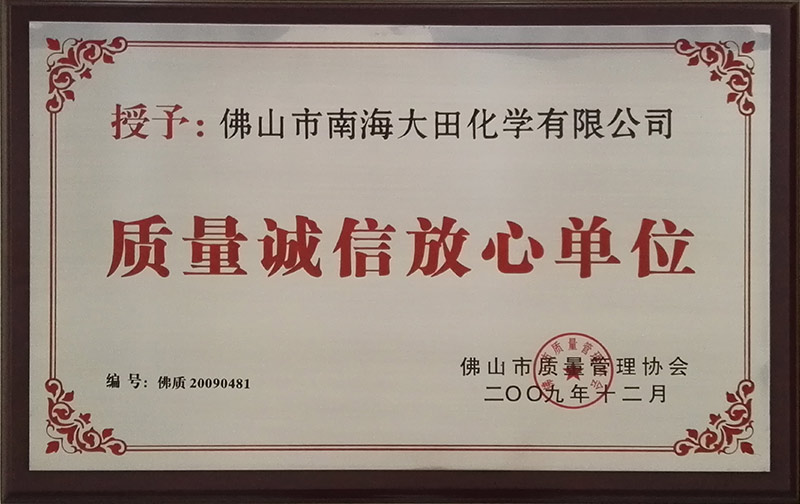 授予：佛山市南海大田化学有限公司
质量诚信放心单位
编 号：佛质 20090481
佛山市质量管理协会
二〇〇九年十二月